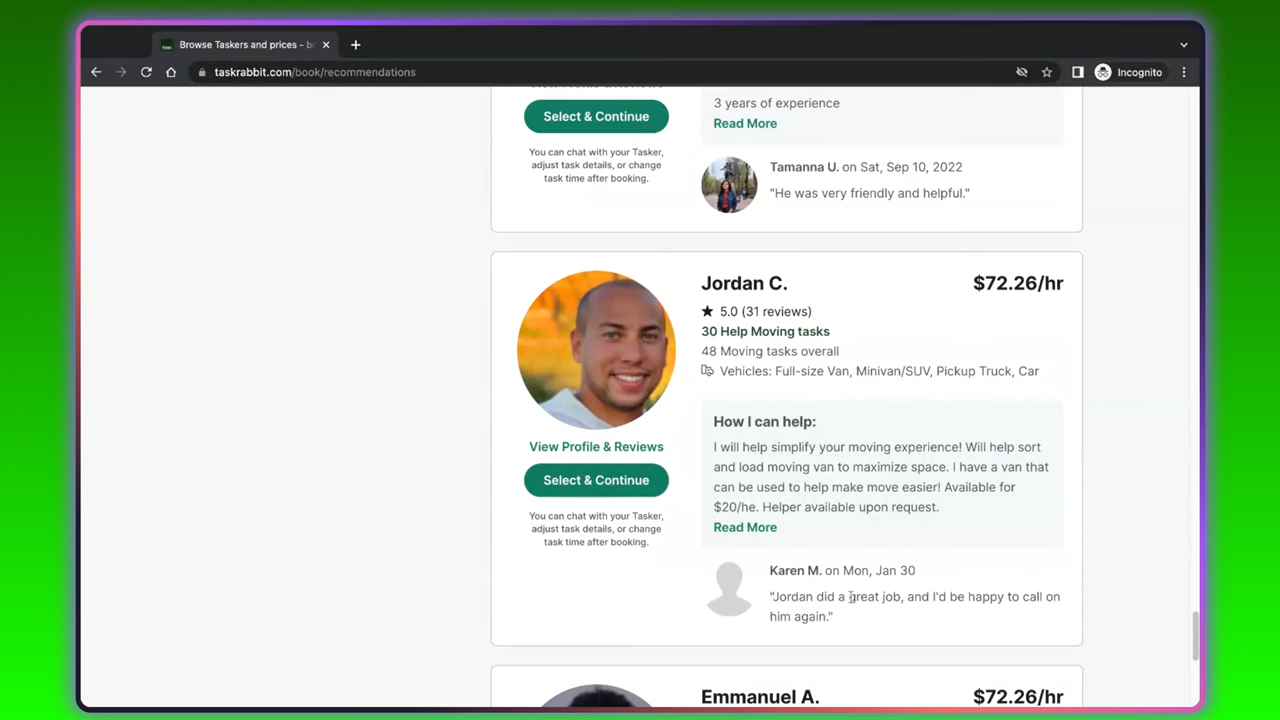 Browse Taskers and prices - b
taskrabbit.com/book/recommendations
Incognito
Select & Continue
You can chat with your Tasker,
adjust task details, or change
task time after booking.
3 years of experience
Read More
Tamanna U. on Sat, Sep 10, 2022
"He was very friendly and helpful."
Jordan C.
$72.26/hr
5.0 (31 reviews)
30 Help Moving tasks
48 Moving tasks overall
Vehicles: Full-size Van, Minivan/SUV, Pickup Truck, Car
View Profile & Reviews
Select & Continue
You can chat with your Tasker,
adjust task details, or change
task time after booking.
How I can help:
I will help simplify your moving experience! Will help sort
and load moving van to maximize space. I have a van that
can be used to help make move easier! Available for
$20/he. Helper available upon request.
Read More
Karen M. on Mon, Jan 30
"Jordan did a great job, and I'd be happy to call on
him again."
Emmanuel A.
$72.26/hr